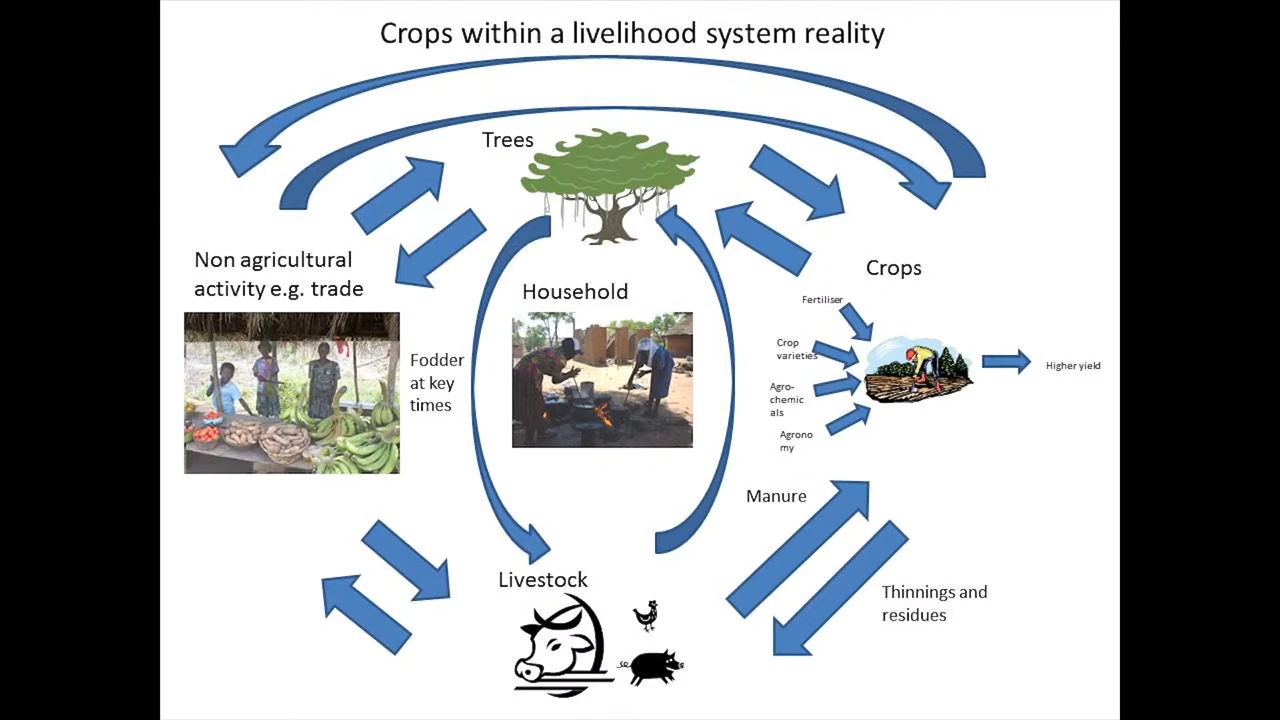 Crops within a livelihood system reality
Trees
Non agricultural
activity e.g. trade
Household
Crops
Fertiliser
Crop
varieties
Agro-
chemic
als
Agrono
my
Higher yield
Fodder
at key
times
Manure
Livestock
Thinnings and
residues